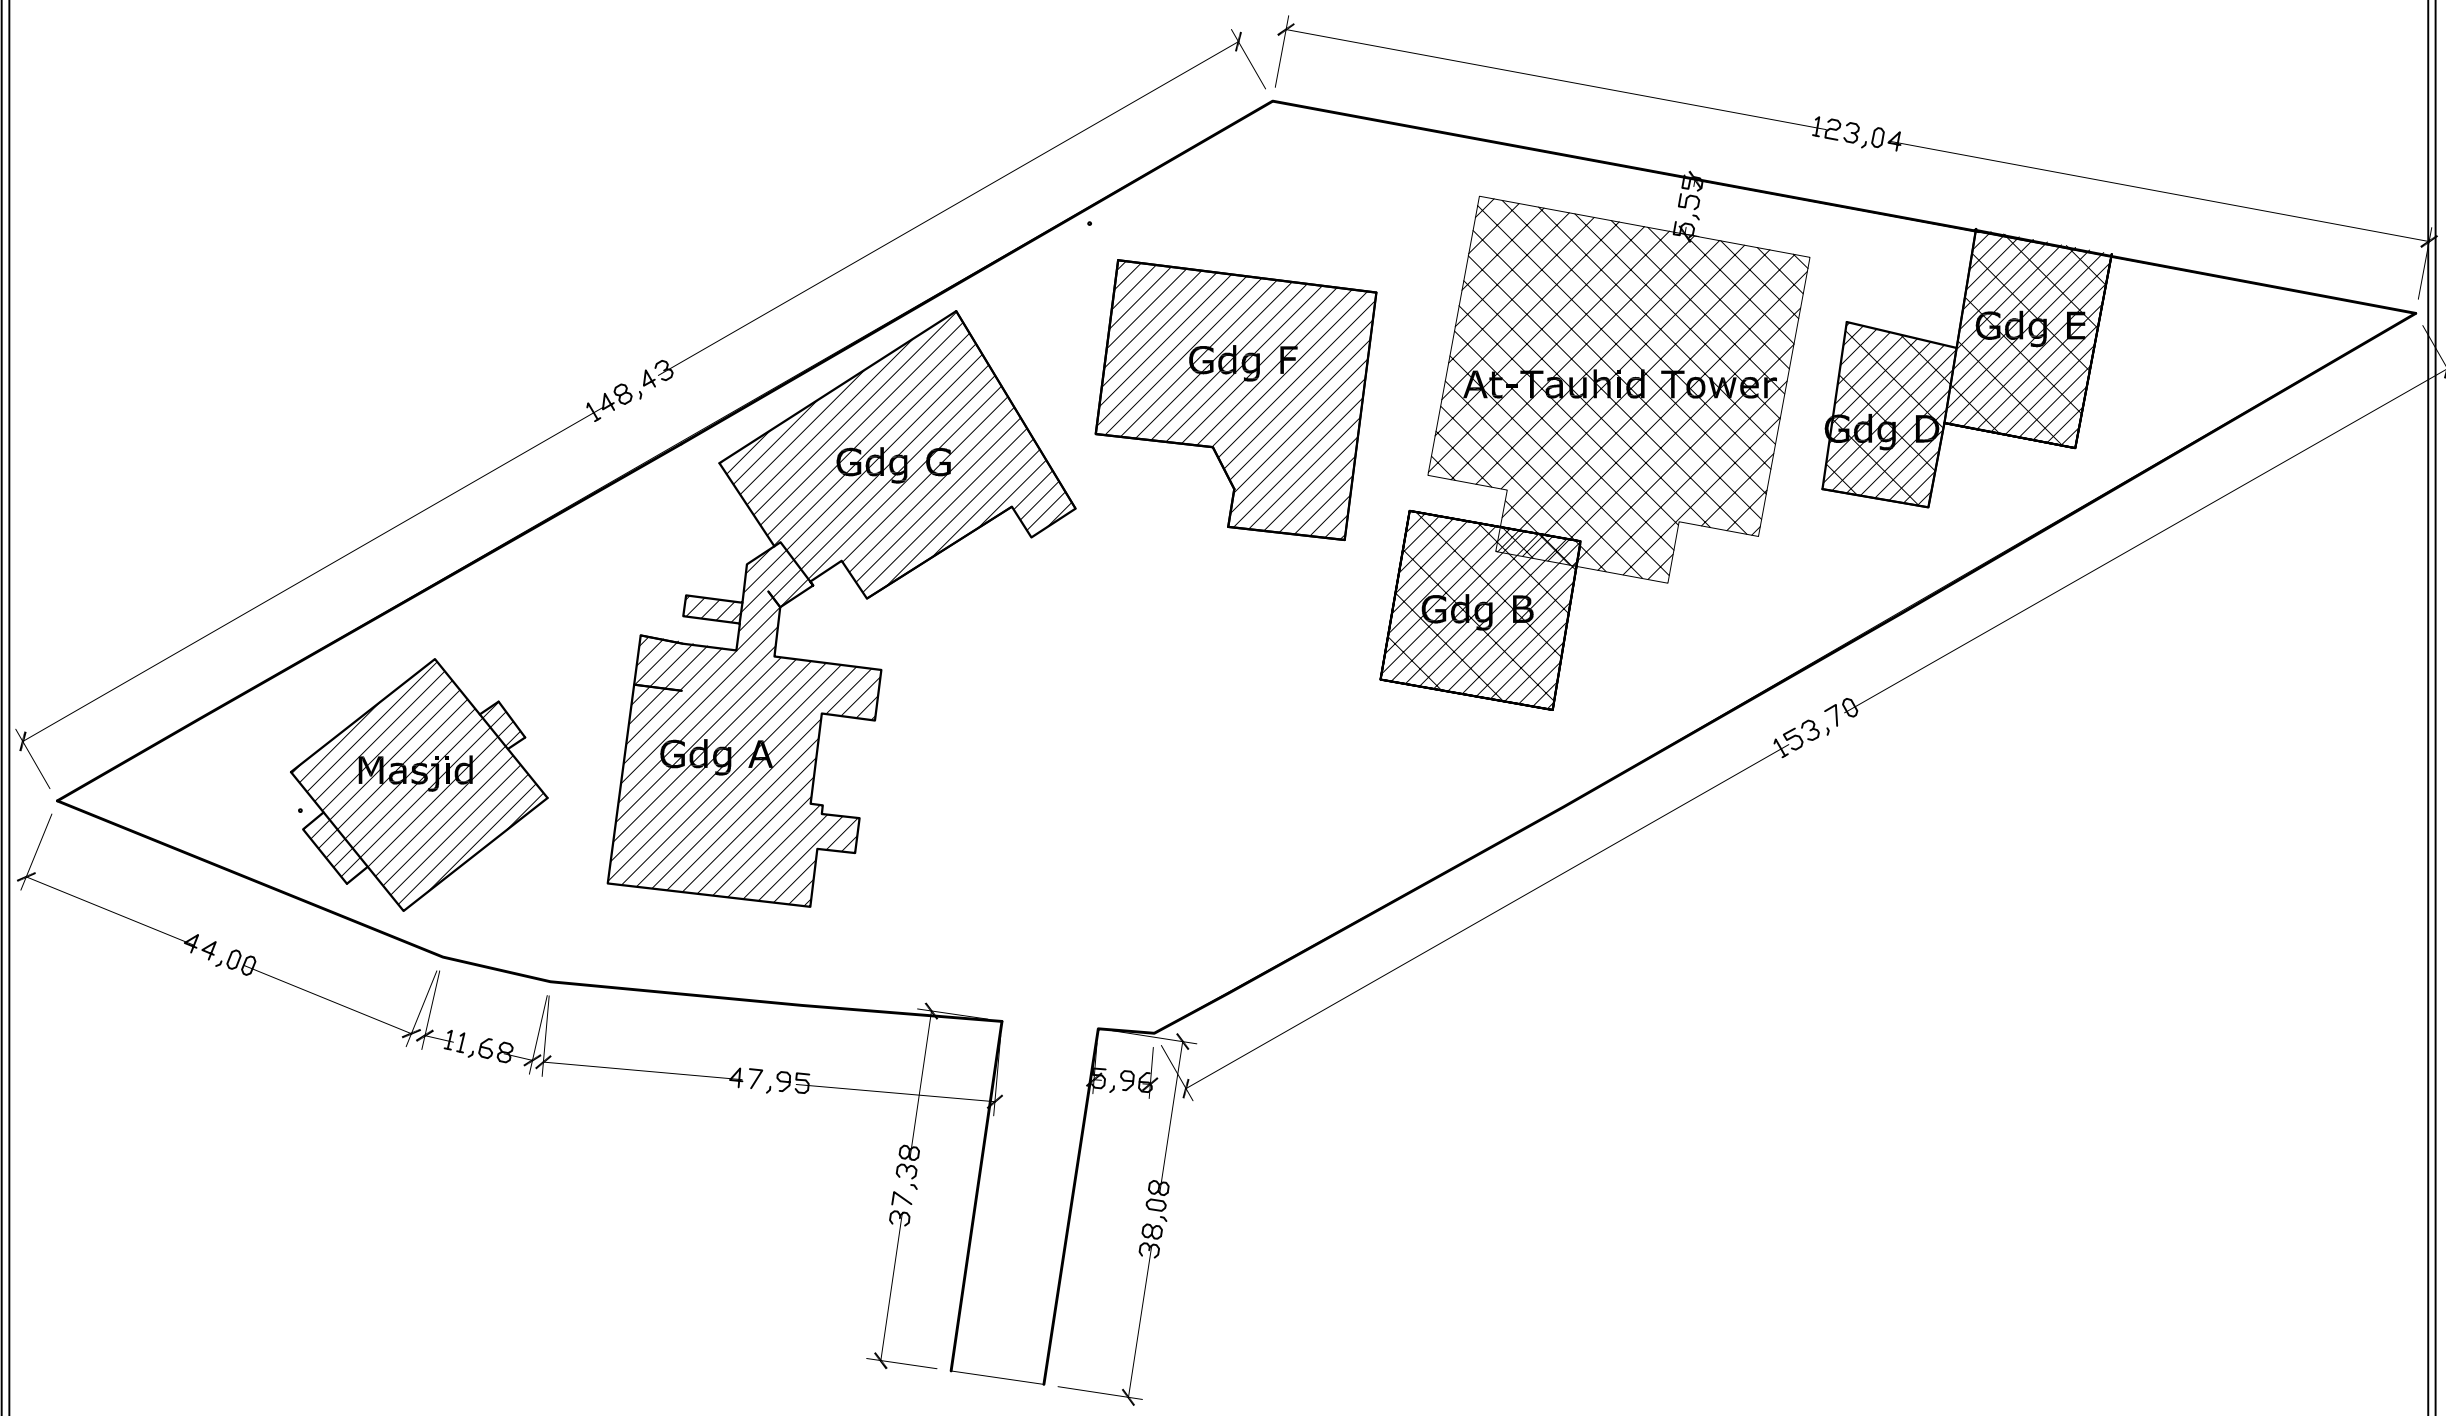 123,04
5,55
148,43
Gdg E
Gdg F
At-Tauhid Tower
Gdg D
Gdg G
Gdg B
153,70
Gdg A
Masjid
44,00
11,68
47,95
5,96
37,38
38,08